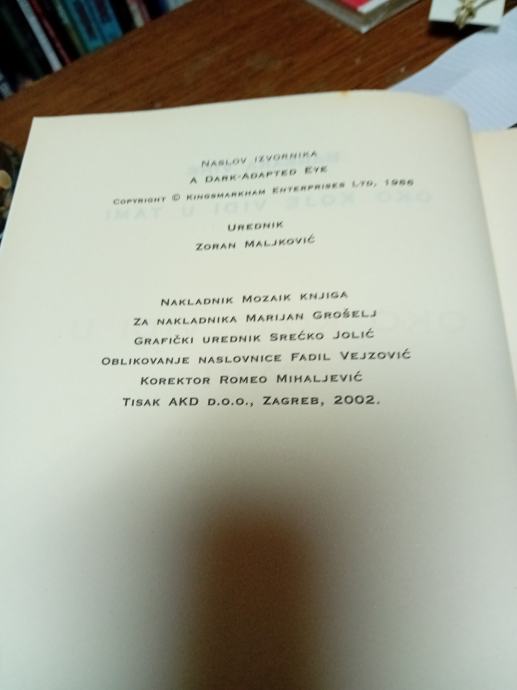 NASLOV IZVORNIKA
A DARK-ADAPTED EYE
COPYRIGHT © KINGSMARKHAM ENTERPRISES LTD, 1986
UREDNIK
ZORAN MALJKOVIĆ
NAKLADNIK MOZAIK KNJIGA
ZA NAKLADNIKA MARIJAN GROŠELJ
GRAFIČKI UREDNIK SREĆKO JOLIĆ
OBLIKOVANJE NASLOVNICE FADIL VEJZOVIĆ
KOREKTOR ROMEO MIHALJEVIĆ
TISAK AKD D.O.O., ZAGREB, 2002.